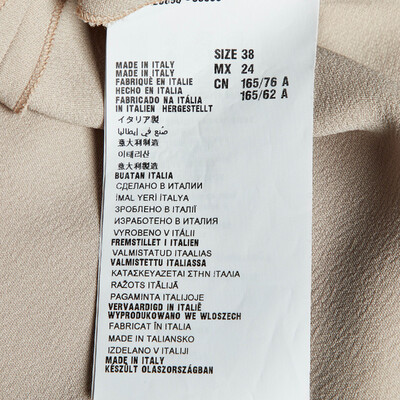 SIZE 38
MX 24
CN 165/76 A
165/62 A
MADE IN ITALY
MADE IN ITALY
FABRIQUÉ EN ITALIE
HECHO EN ITALIA
FABRICADO NA ITÁLIA
IN ITALIEN HERGESTELLT
イタリア製
صنع في إيطاليا
意大利制造
이태리산
意大利製造
BUATAN ITALIA
СДЕЛАНО В ИТАЛИИ
İMAL YERİ İTALYA
ЗРОБЛЕНО В ІТАЛІЇ
ИЗРАБОТЕНО В ИТАЛИЯ
VYROBENO V ITÁLII
FREMSTILLET I ITALIEN
VALMISTATUD ITAALIAS
VALMISTETTU ITALIASSA
ΚΑΤΑΣΚΕΥΑΖΕΤΑΙ ΣΤΗΝ ΙΤΑΛΙΑ
RAŽOTS ITĀLIJĀ
PAGAMINTA ITALIJOJE
VERVAARDIGD IN ITALIË
WYPRODUKOWANO WE WLOSZECH
FABRICAT ÎN ITALIA
MADE IN TALIANSKO
IZDELANO V ITALIJI
MADE IN ITALY
KÉSZÜLT OLASZORSZÁGBAN